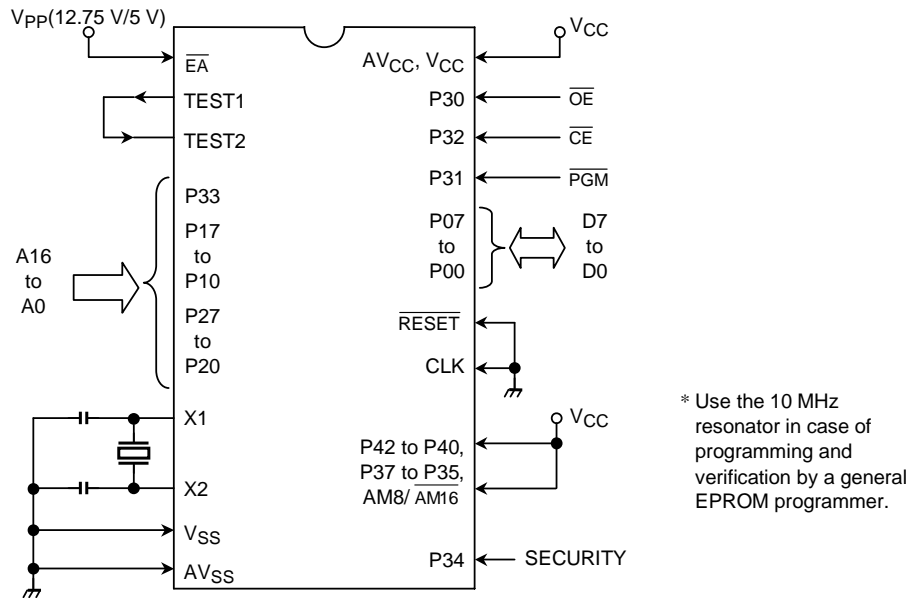 VPP(12.75 V/5 V)
EA
TEST1
TEST2
P33
P17
to
P10
P27
to
P20
A16
to
A0
X1
X2
VSS
AVSS
VCC
AVCC, VCC
P30
OE
P32
CE
P31
PGM
P07
to
P00
D7
to
D0
RESET
CLK
VCC
P42 to P40,
P37 to P35,
AM8/ AM16
P34
SECURITY
* Use the 10 MHz
resonator in case of
programming and
verification by a general
EPROM programmer.